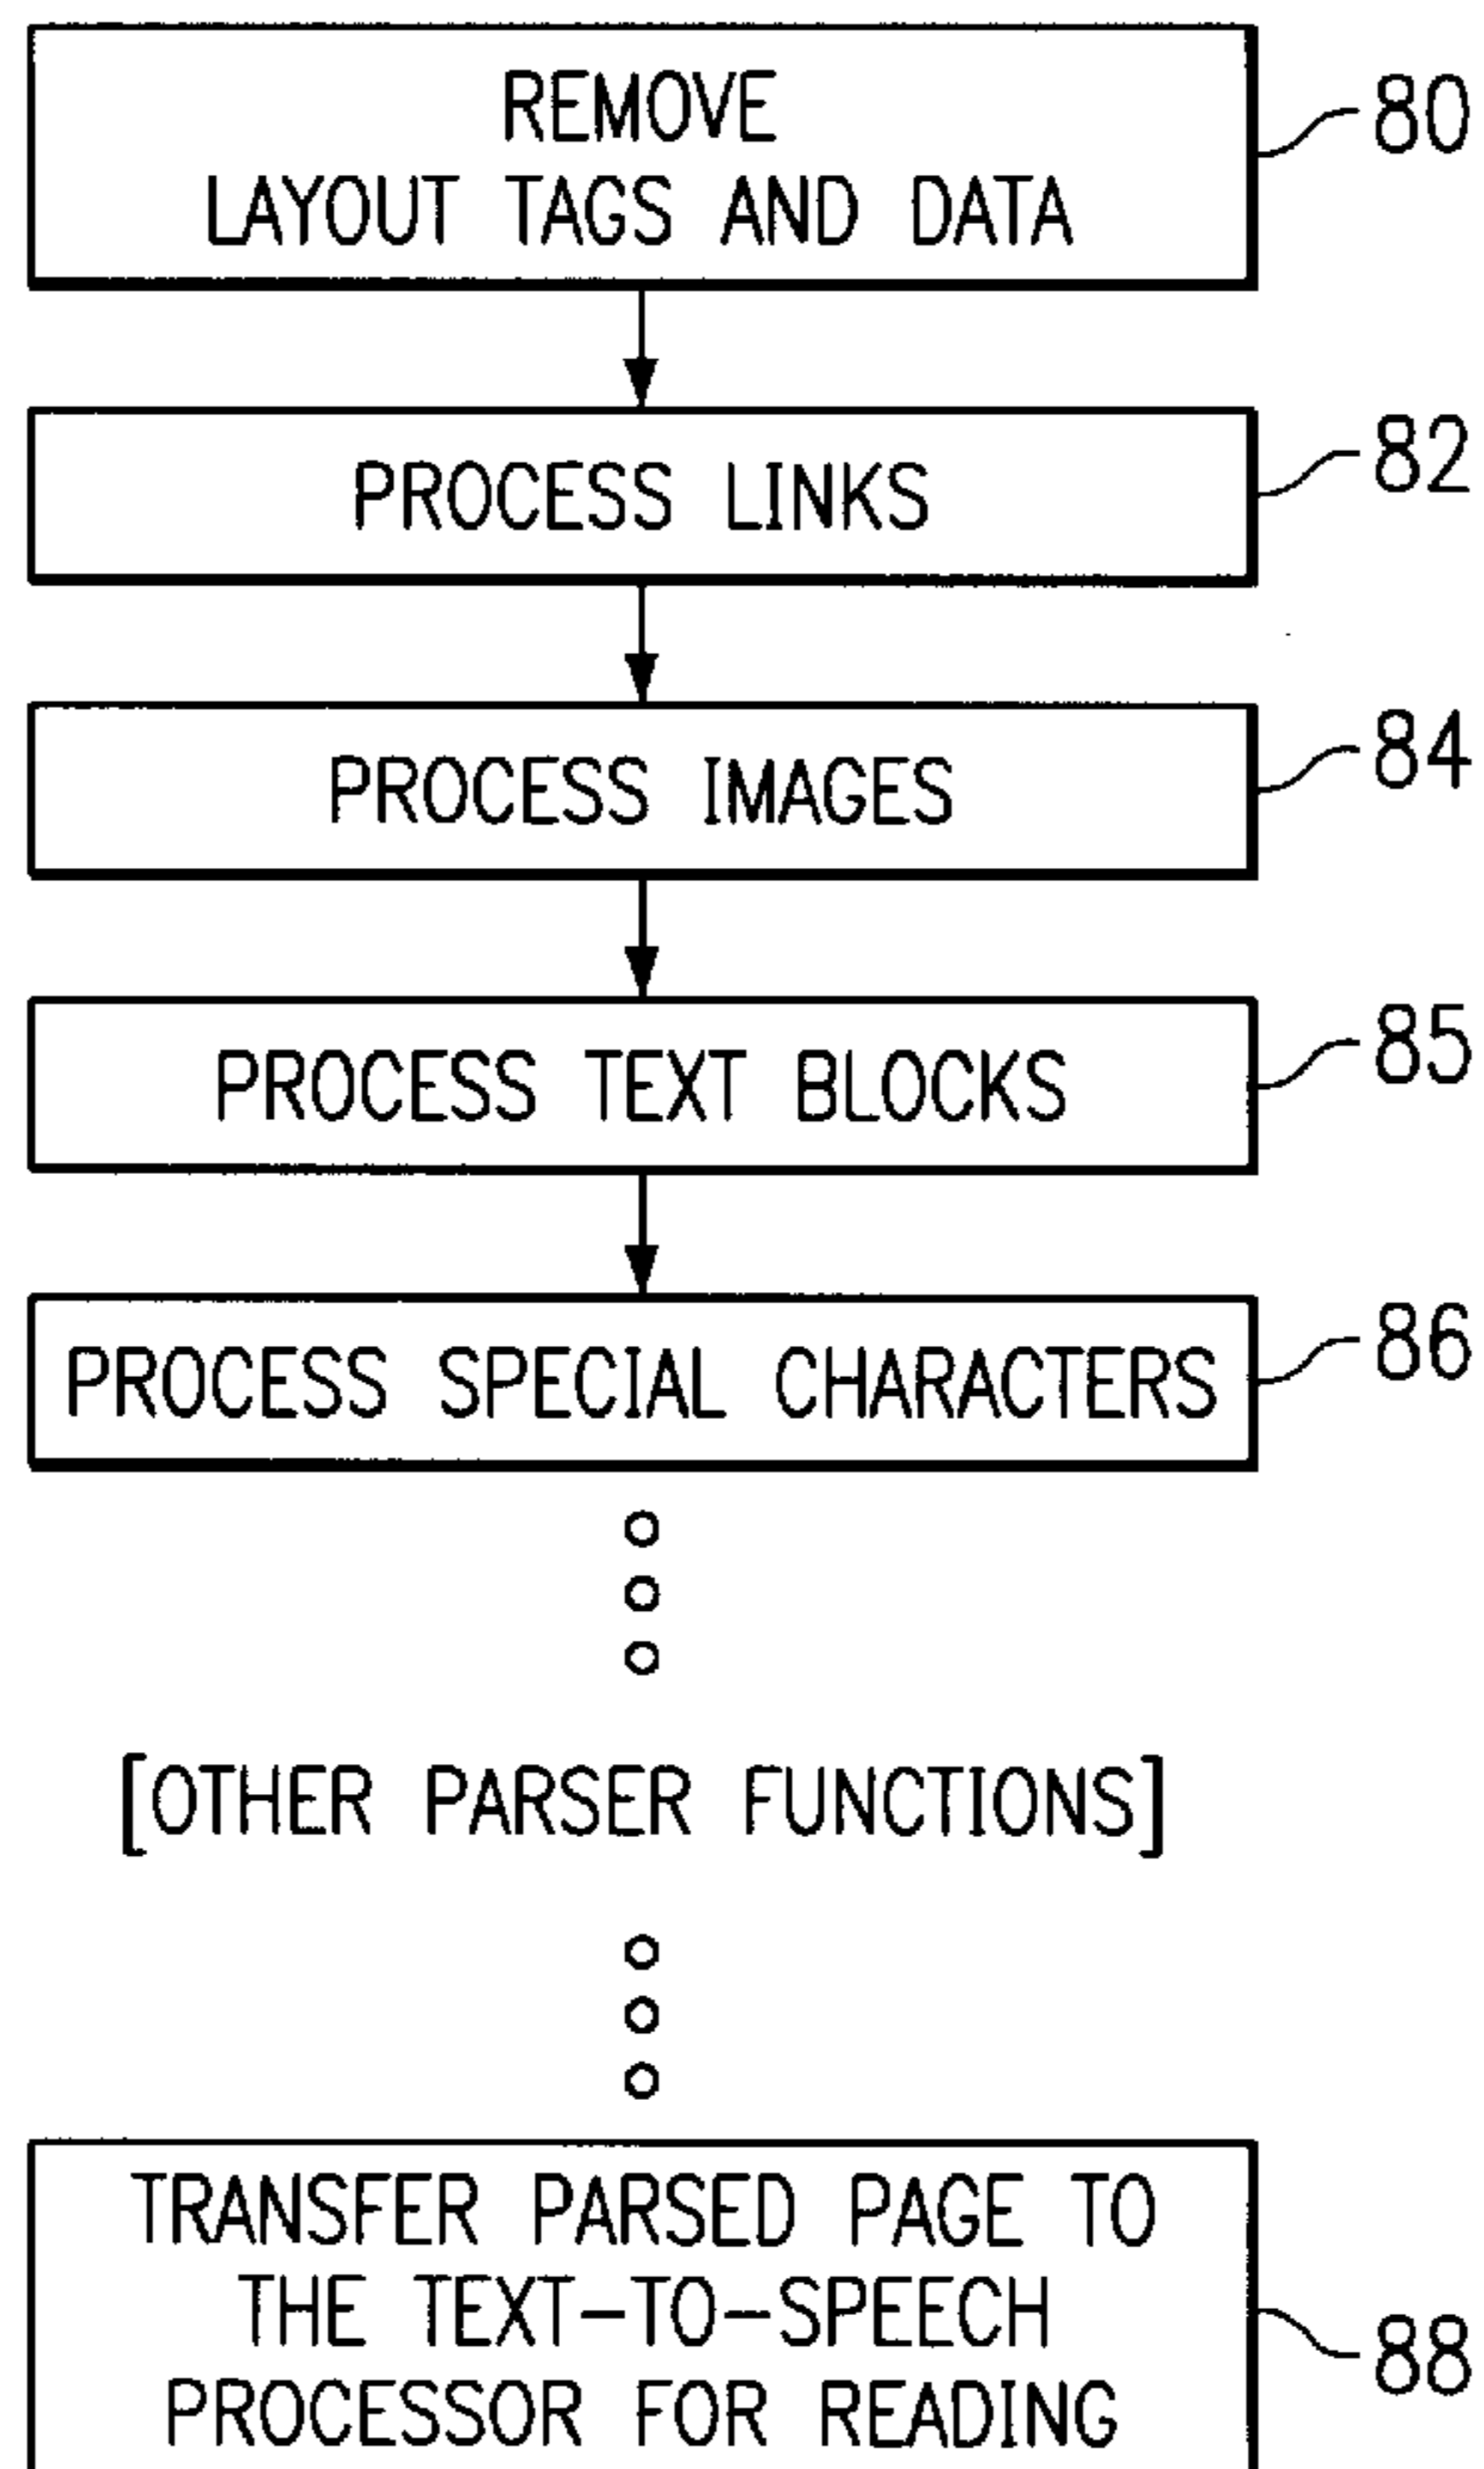 REMOVE
LAYOUT TAGS AND DATA
80
PROCESS LINKS
82
PROCESS IMAGES
84
PROCESS TEXT BLOCKS
85
PROCESS SPECIAL CHARACTERS
86
[OTHER PARSER FUNCTIONS]
TRANSFER PARSED PAGE TO
THE TEXT-TO-SPEECH
PROCESSOR FOR READING
88